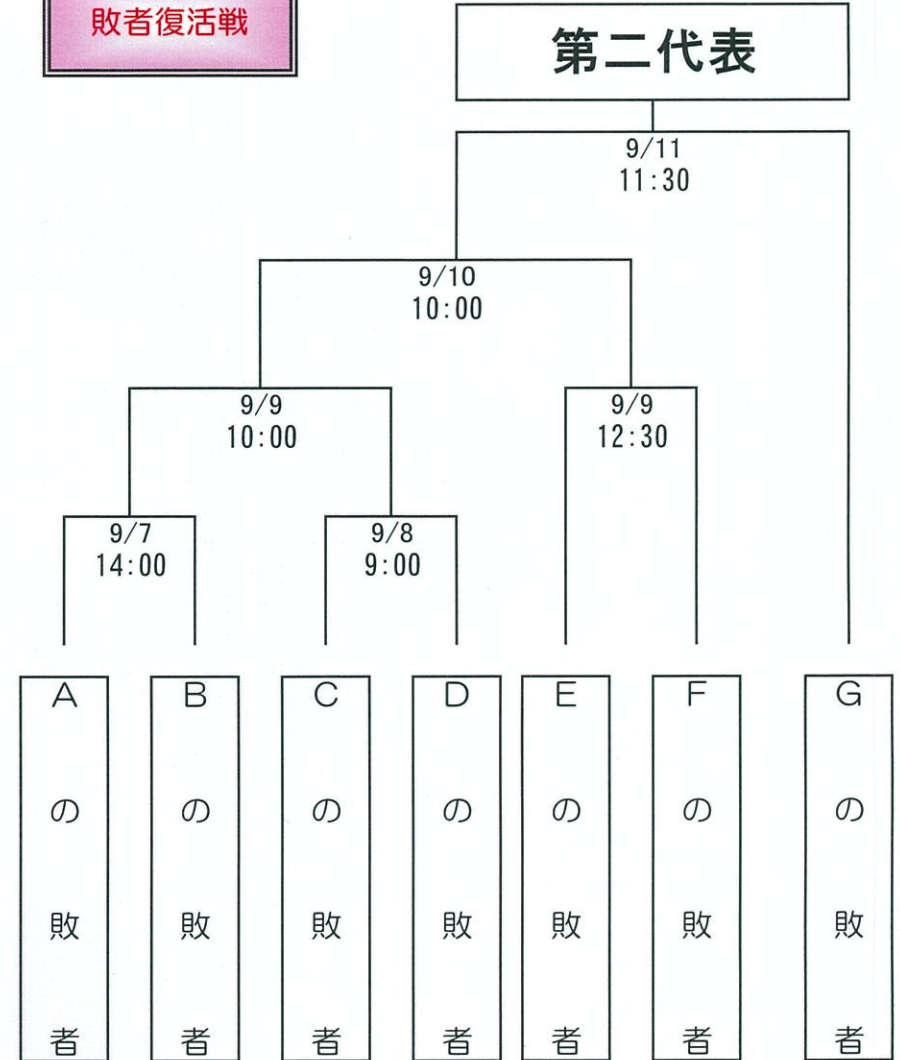 敗者復活戦
第二代表
9/11
11:30
9/10
10:00
9/9
10:00
9/9
12:30
9/7
14:00
9/8
9:00
Aの敗者
Bの敗者
Cの敗者
Dの敗者
Eの敗者
Fの敗者
Gの敗者